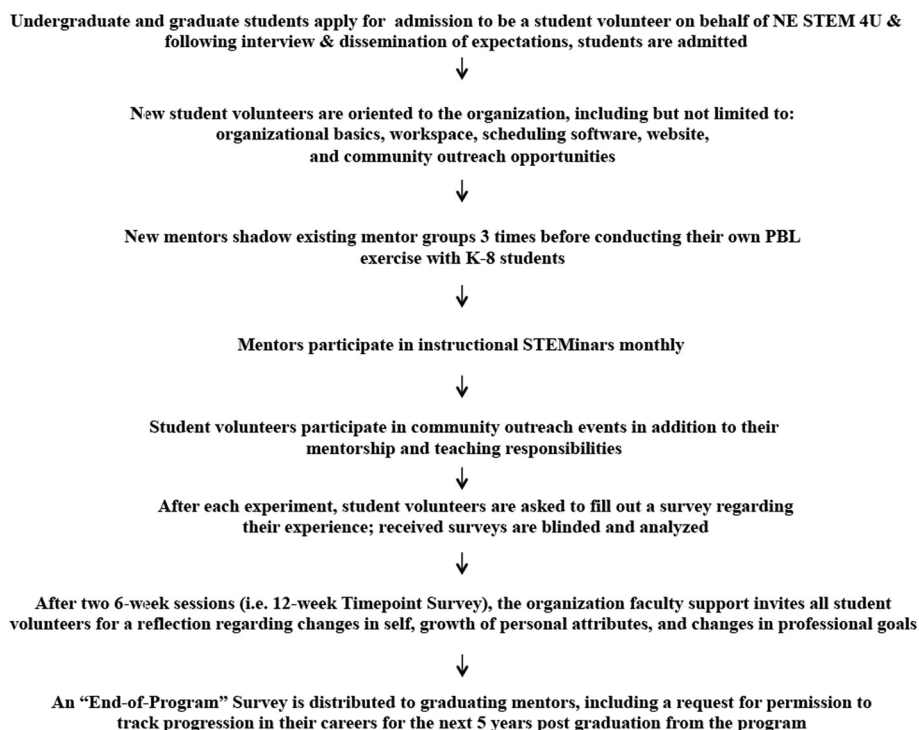 Undergraduate and graduate students apply for admission to be a student volunteer on behalf of NE STEM 4U &
following interview & dissemination of expectations, students are admitted
New student volunteers are oriented to the organization, including but not limited to:
organizational basics, workspace, scheduling software, website,
and community outreach opportunities
New mentors shadow existing mentor groups 3 times before conducting their own PBL
exercise with K-8 students
Mentors participate in instructional STEMinars monthly
Student volunteers participate in community outreach events in addition to their
mentorship and teaching responsibilities
After each experiment, student volunteers are asked to fill out a survey regarding
their experience; received surveys are blinded and analyzed
After two 6-week sessions (i.e. 12-week Timepoint Survey), the organization faculty support invites all student
volunteers for a reflection regarding changes in self, growth of personal attributes, and changes in professional goals
An “End-of-Program” Survey is distributed to graduating mentors, including a request for permission to
track progression in their careers for the next 5 years post graduation from the program